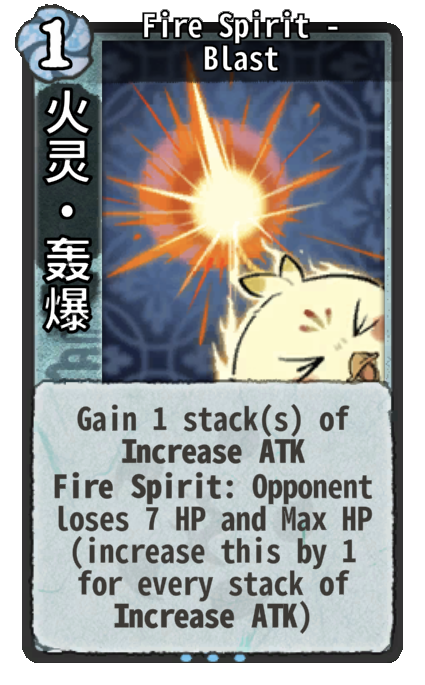 1
Fire Spirit -
Blast
火灵·轰爆
Gain 1 stack(s) of
Increase ATK
Fire Spirit: Opponent
loses 7 HP and Max HP
(increase this by 1
for every stack of
Increase ATK)